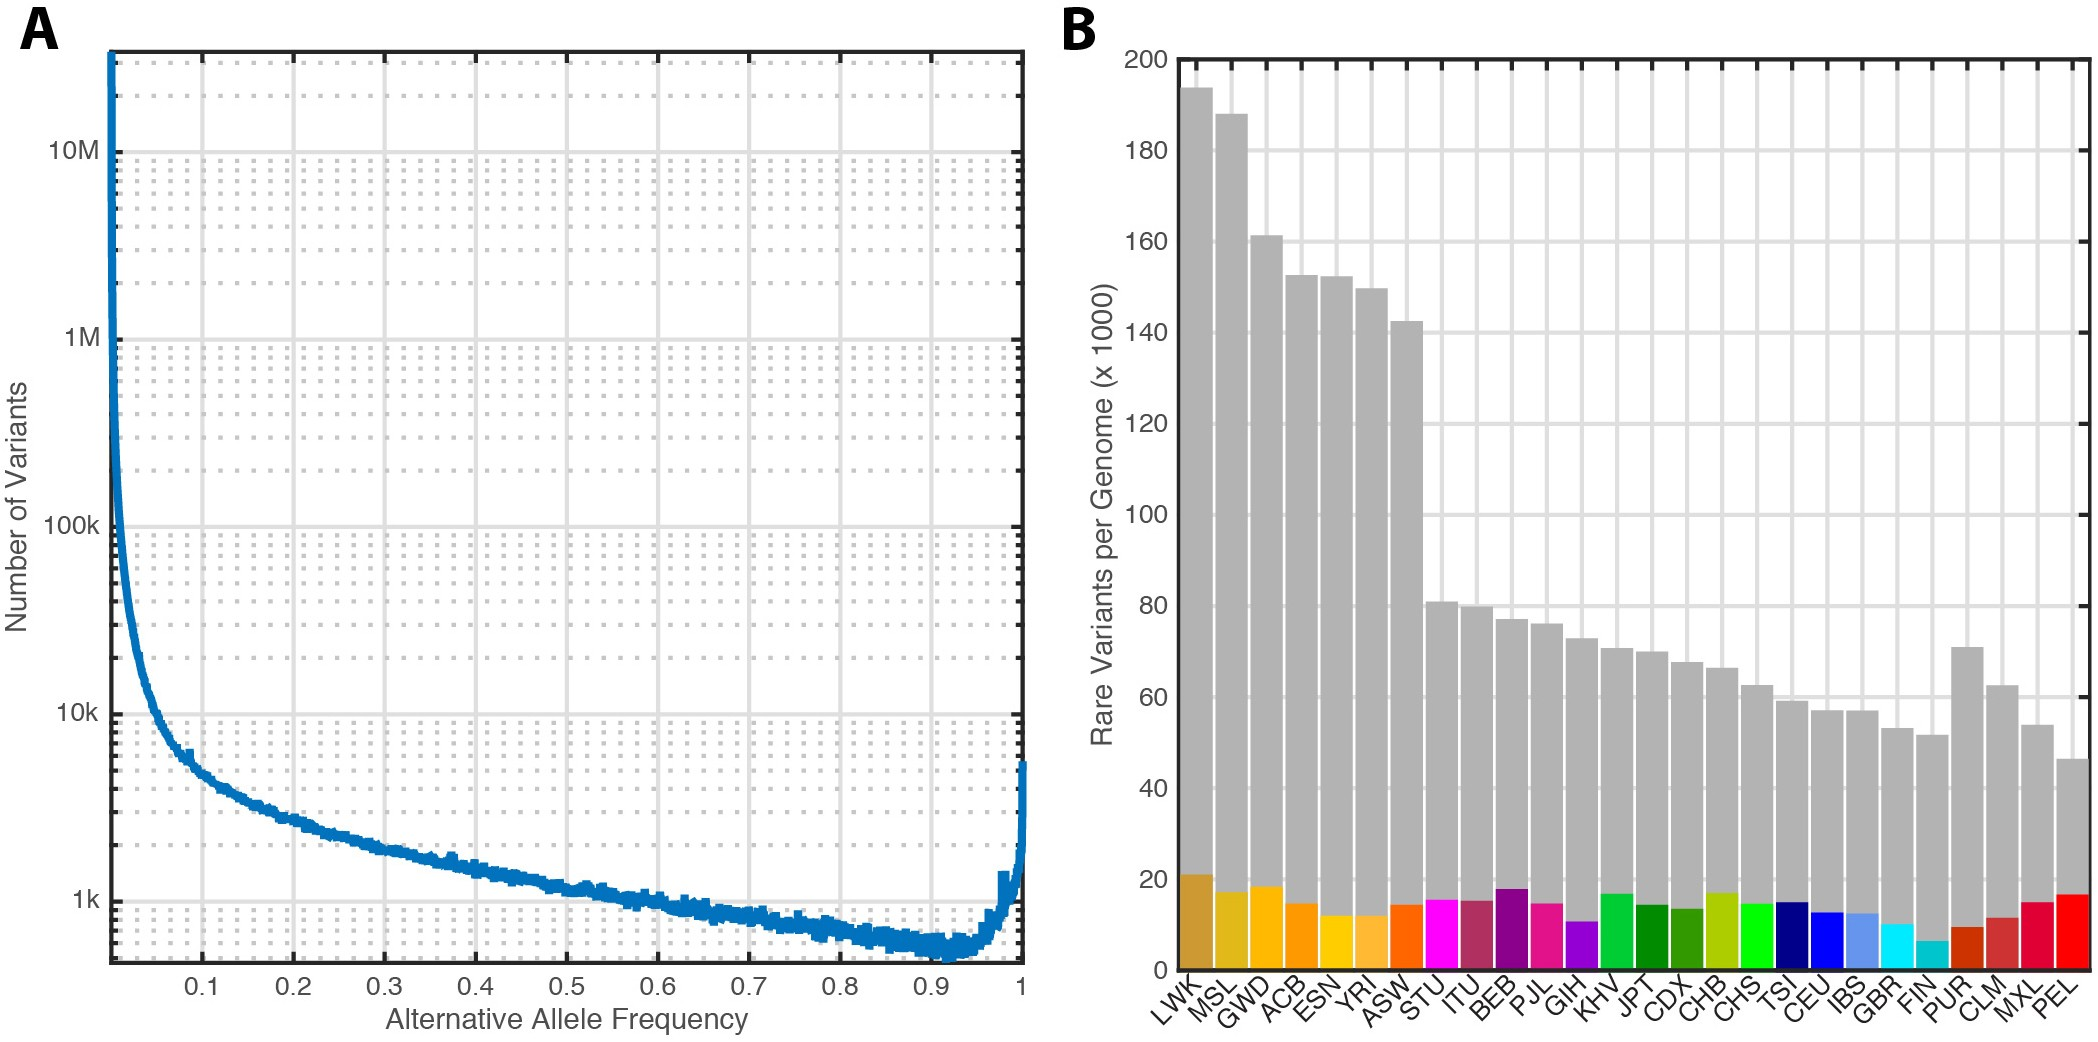 A
Number of Variants
10M
1M
100k
10k
1k
0.1 0.2 0.3 0.4 0.5 0.6 0.7 0.8 0.9 1
Alternative Allele Frequency
B
Rare Variants per Genome (x 1000)
200
180
160
140
120
100
80
60
40
20
0
LWK MSL GWD ACB ESN YRI ASW STU ITU BEB PJL GIH KHV JPT CDX CHB CHS TSI CEU IBS GBR FIN PUR CLM MXL PEL